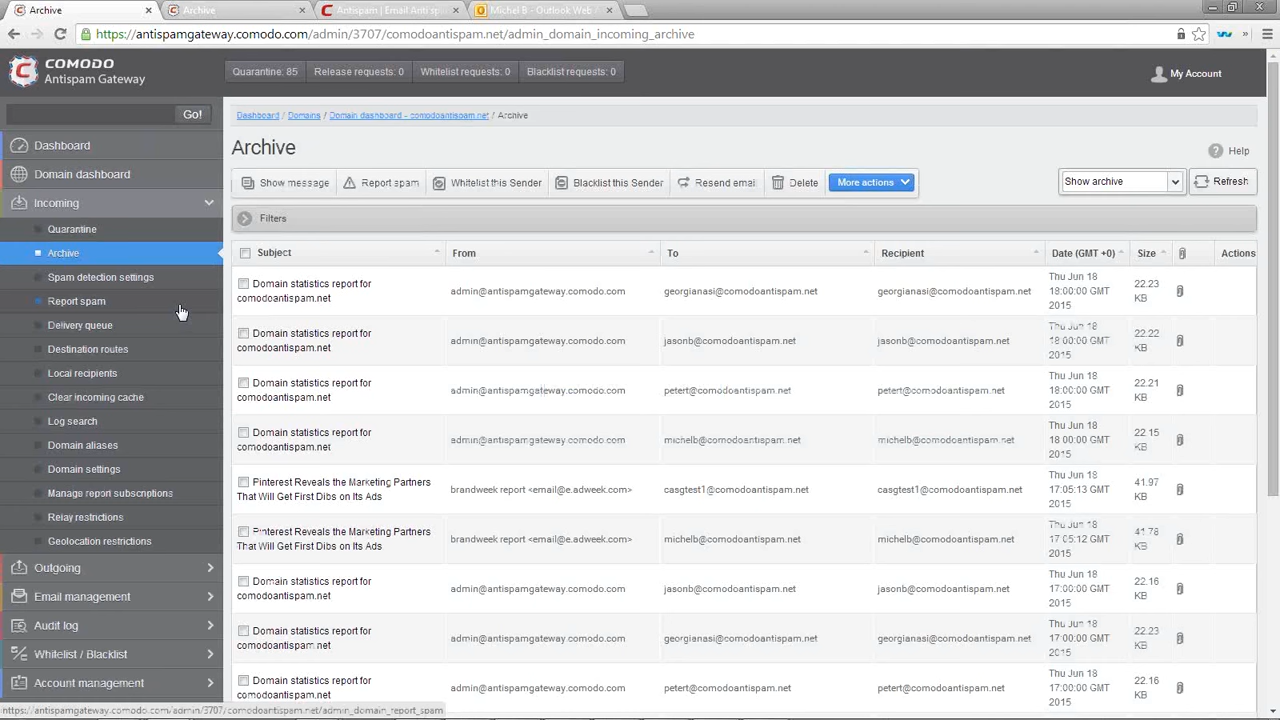 Archive
Archive
Antispam | Email Anti sp
Michel B. - Outlook Web
https://antispamgateway.comodo.com/admin/3707/comodoantispam.net/admin_domain_incoming_archive
COMODO
Antispam Gateway
Quarantine: 85
Release requests: 0
Whitelist requests: 0
Blacklist requests: 0
My Account
Go!
Dashboard
Domain dashboard
Incoming
Quarantine
Archive
Spam detection settings
Report spam
Delivery queue
Destination routes
Local recipients
Clear incoming cache
Log search
Domain aliases
Domain settings
Manage report subscriptions
Relay restrictions
Geolocation restrictions
Outgoing
Email management
Audit log
Whitelist / Blacklist
Account management
Dashboard / Domains / Domain dashboard - comodoantispam.net / Archive
Archive
Help
Show message
Report spam
Whitelist this Sender
Blacklist this Sender
Resend email
Delete
More actions
Show archive
Refresh
Filters
Subject From To Recipient Date (GMT +0) Size Actions
Domain statistics report for
comodoantispam.net
admin@antispamgateway.comodo.com
georgianasi@comodoantispam.net
georgianasi@comodoantispam.net
Thu Jun 18
18:00:00 GMT
2015
22.23
KB
Domain statistics report for
comodoantispam.net
admin@antispamgateway.comodo.com
jasonb@comodoantispam.net
jasonb@comodoantispam.net
Thu Jun 18
18:00:00 GMT
2015
22.22
KB
Domain statistics report for
comodoantispam.net
admin@antispamgateway.comodo.com
petert@comodoantispam.net
petert@comodoantispam.net
Thu Jun 18
18:00:00 GMT
2015
22.21
KB
Domain statistics report for
comodoantispam.net
admin@antispamgateway.comodo.com
michelb@comodoantispam.net
michelb@comodoantispam.net
Thu Jun 18
18:00:00 GMT
2015
22.15
KB
Pinterest Reveals the Marketing Partners
That Will Get First Dibs on Its Ads
brandweek report <email@e.adweek.com>
casgtest1@comodoantispam.net
casgtest1@comodoantispam.net
Thu Jun 18
17:05:13 GMT
2015
41.97
KB
Pinterest Reveals the Marketing Partners
That Will Get First Dibs on Its Ads
brandweek report <email@e.adweek.com>
michelb@comodoantispam.net
michelb@comodoantispam.net
Thu Jun 18
17:05:12 GMT
2015
41.78
KB
Domain statistics report for
comodoantispam.net
admin@antispamgateway.comodo.com
jasonb@comodoantispam.net
jasonb@comodoantispam.net
Thu Jun 18
17:00:00 GMT
2015
22.16
KB
Domain statistics report for
comodoantispam.net
admin@antispamgateway.comodo.com
georgianasi@comodoantispam.net
georgianasi@comodoantispam.net
Thu Jun 18
17:00:00 GMT
2015
22.23
KB
Domain statistics report for
comodoantispam.net
admin@antispamgateway.comodo.com
petert@comodoantispam.net
petert@comodoantispam.net
Thu Jun 18
17:00:00 GMT
2015
22.16
KB
https://antispamgateway.comodo.com/admin/3707/comodoantispam.net/admin_domain_report_spam